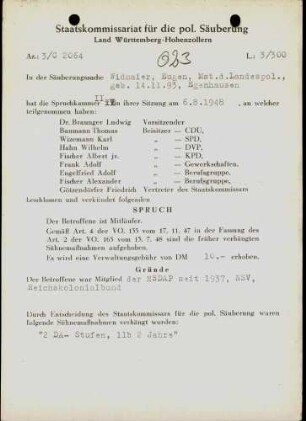 Staatskommissariat für die pol. Säuberung
Land Württemberg-Hohenzollern
Az.: 3/U 2064
023
L: 3/300
In der Säuberungssache: Widmaier, Eugen, Mst.d.Landespol.,
geb. 14.11.93, Egenhausen
hat die Spruchkammer II in ihrer Sitzung am 6.8.1948 , an welcher
teilgenommen haben:
Dr. Beaugel Ludwig Vorsitzender
Baumann Thomas Beisitzer — CDU,
Wizemann Karl „ — SPD,
Hahn Wilhelm „ — DVP,
Fischer Albert jr. „ — KPD,
Frank Adolf „ — Gewerkschaften,
Engelfried Adolf „ — Berufsgruppe,
Fischer Alexander „ — Berufsgruppe,
Götzendörfer Friedrich Vertreter des Staatskommissars
beschlossen und verkündet folgenden
SPRUCH
Der Betroffene ist Mitläufer.
Gemäß Art. 4 der VO. 133 vom 17. 11. 47 in der Fassung des
Art. 2 der VO. 165 vom 13. 7. 48 sind die früher verhängten
Sühnemaßnahmen aufgehoben.
Es wird eine Verwaltungsgebühr von DM 10.- erhoben.
Gründe
Der Betroffene war Mitglied der NSDAP seit 1937, NSV,
Reichskolonialbund
Durch Entscheidung des Staatskommissars für die pol. Säuberung waren
folgende Sühnemaßnahmen verhängt worden:
"2 DA- Stufen, 11b 6 Jahre"